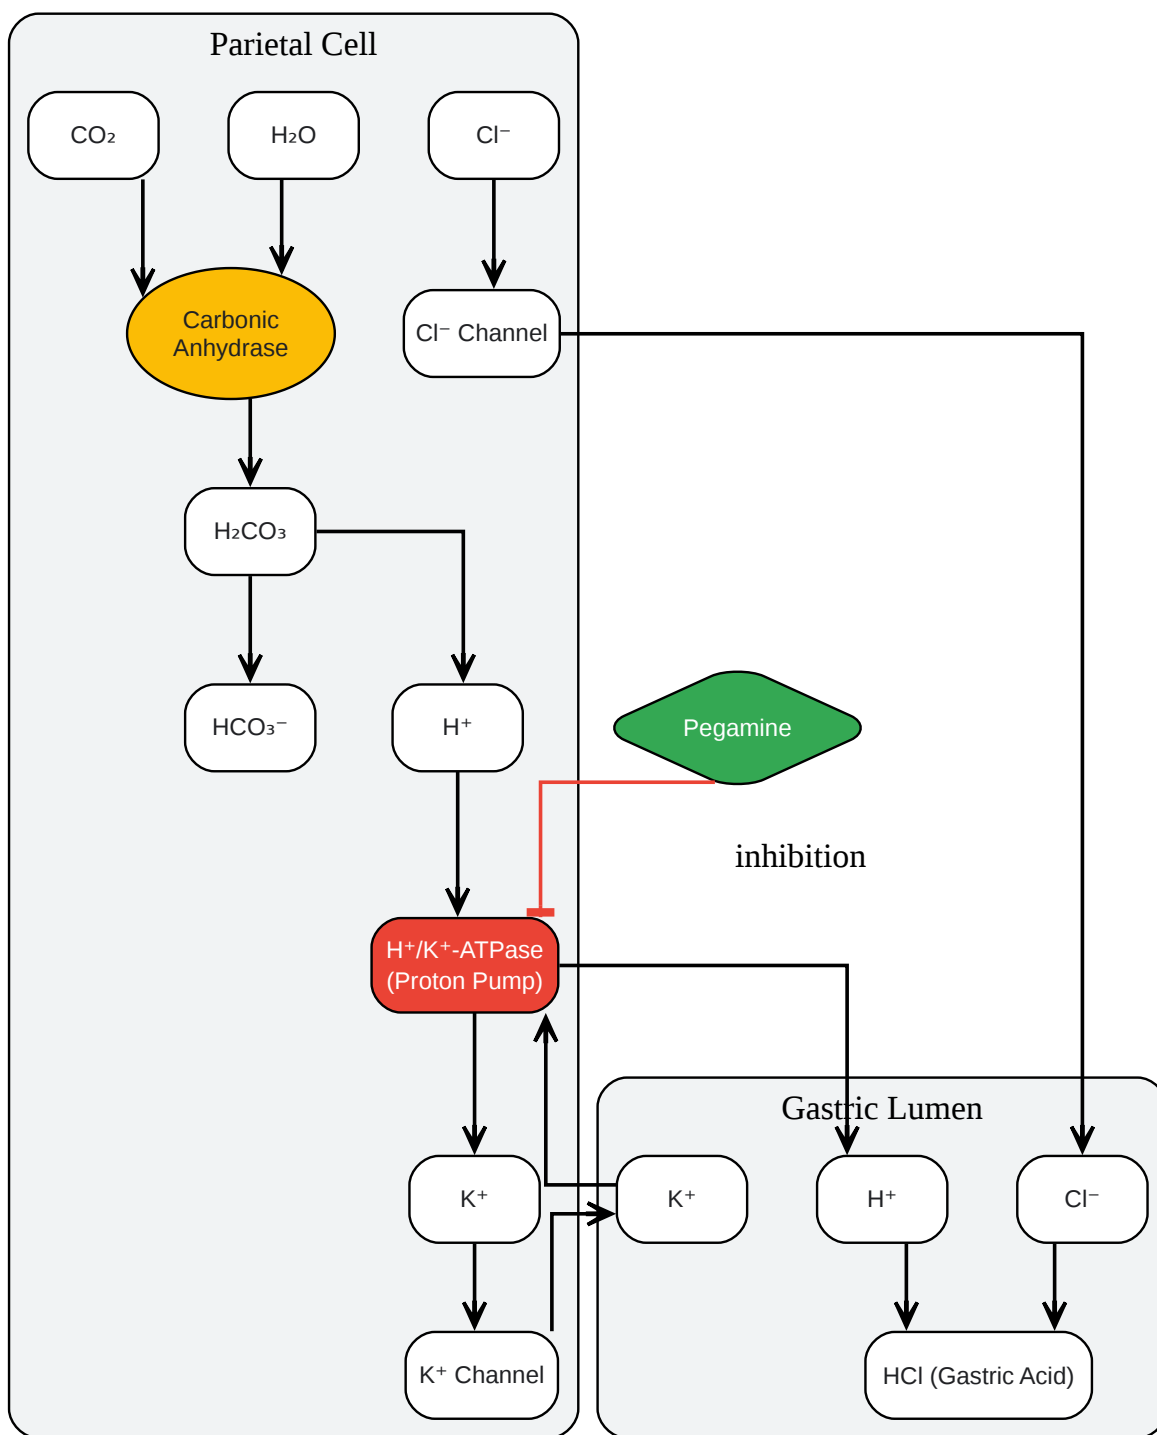 Parietal Cell
CO₂
H₂O
Cl⁻
Carbonic
Anhydrase
Cl⁻ Channel
H₂CO₃
HCO₃⁻
H⁺
Pegamine
inhibition
H⁺/K⁺-ATPase
(Proton Pump)
Gastric Lumen
K⁺
K⁺
H⁺
Cl⁻
K⁺ Channel
HCl (Gastric Acid)